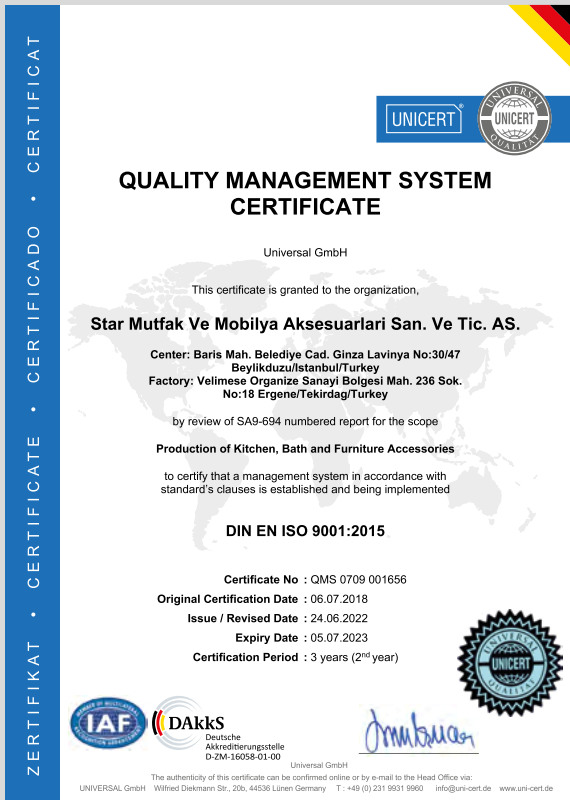 ZERTIFIKAT • CERTIFICATE • CERTIFICADO • CERTIFICAT
UNICERT®
UNIVERSAL
UNICERT
QUALITÄT
QUALITY MANAGEMENT SYSTEM
CERTIFICATE
Universal GmbH
This certificate is granted to the organization,
Star Mutfak Ve Mobilya Aksesuarlari San. Ve Tic. AS.
Center: Baris Mah. Belediye Cad. Ginza Lavinya No:30/47
Beylikduzu/Istanbul/Turkey
Factory: Velimese Organize Sanayi Bolgesi Mah. 236 Sok.
No:18 Ergene/Tekirdag/Turkey
by review of SA9-694 numbered report for the scope
Production of Kitchen, Bath and Furniture Accessories
to certify that a management system in accordance with
standard's clauses is established and being implemented
DIN EN ISO 9001:2015
Certificate No : QMS 0709 001656
Original Certification Date : 06.07.2018
Issue / Revised Date : 24.06.2022
Expiry Date : 05.07.2023
Certification Period : 3 years (2nd year)
UNIVERSAL
UNICERT
QUALITÄT
MEMBER OF MULTILATERAL
IAF
RECOGNITION ARRANGEMENT
DAkkS
Deutsche
Akkreditierungsstelle
D-ZM-16058-01-00
Universal GmbH
The authenticity of this certificate can be confirmed online or by e-mail to the Head Office via:
UNIVERSAL GmbH Wilfried Diekmann Str., 20b, 44536 Lünen Germany T : +49 (0) 231 9931 9960 info@uni-cert.de www.uni-cert.de